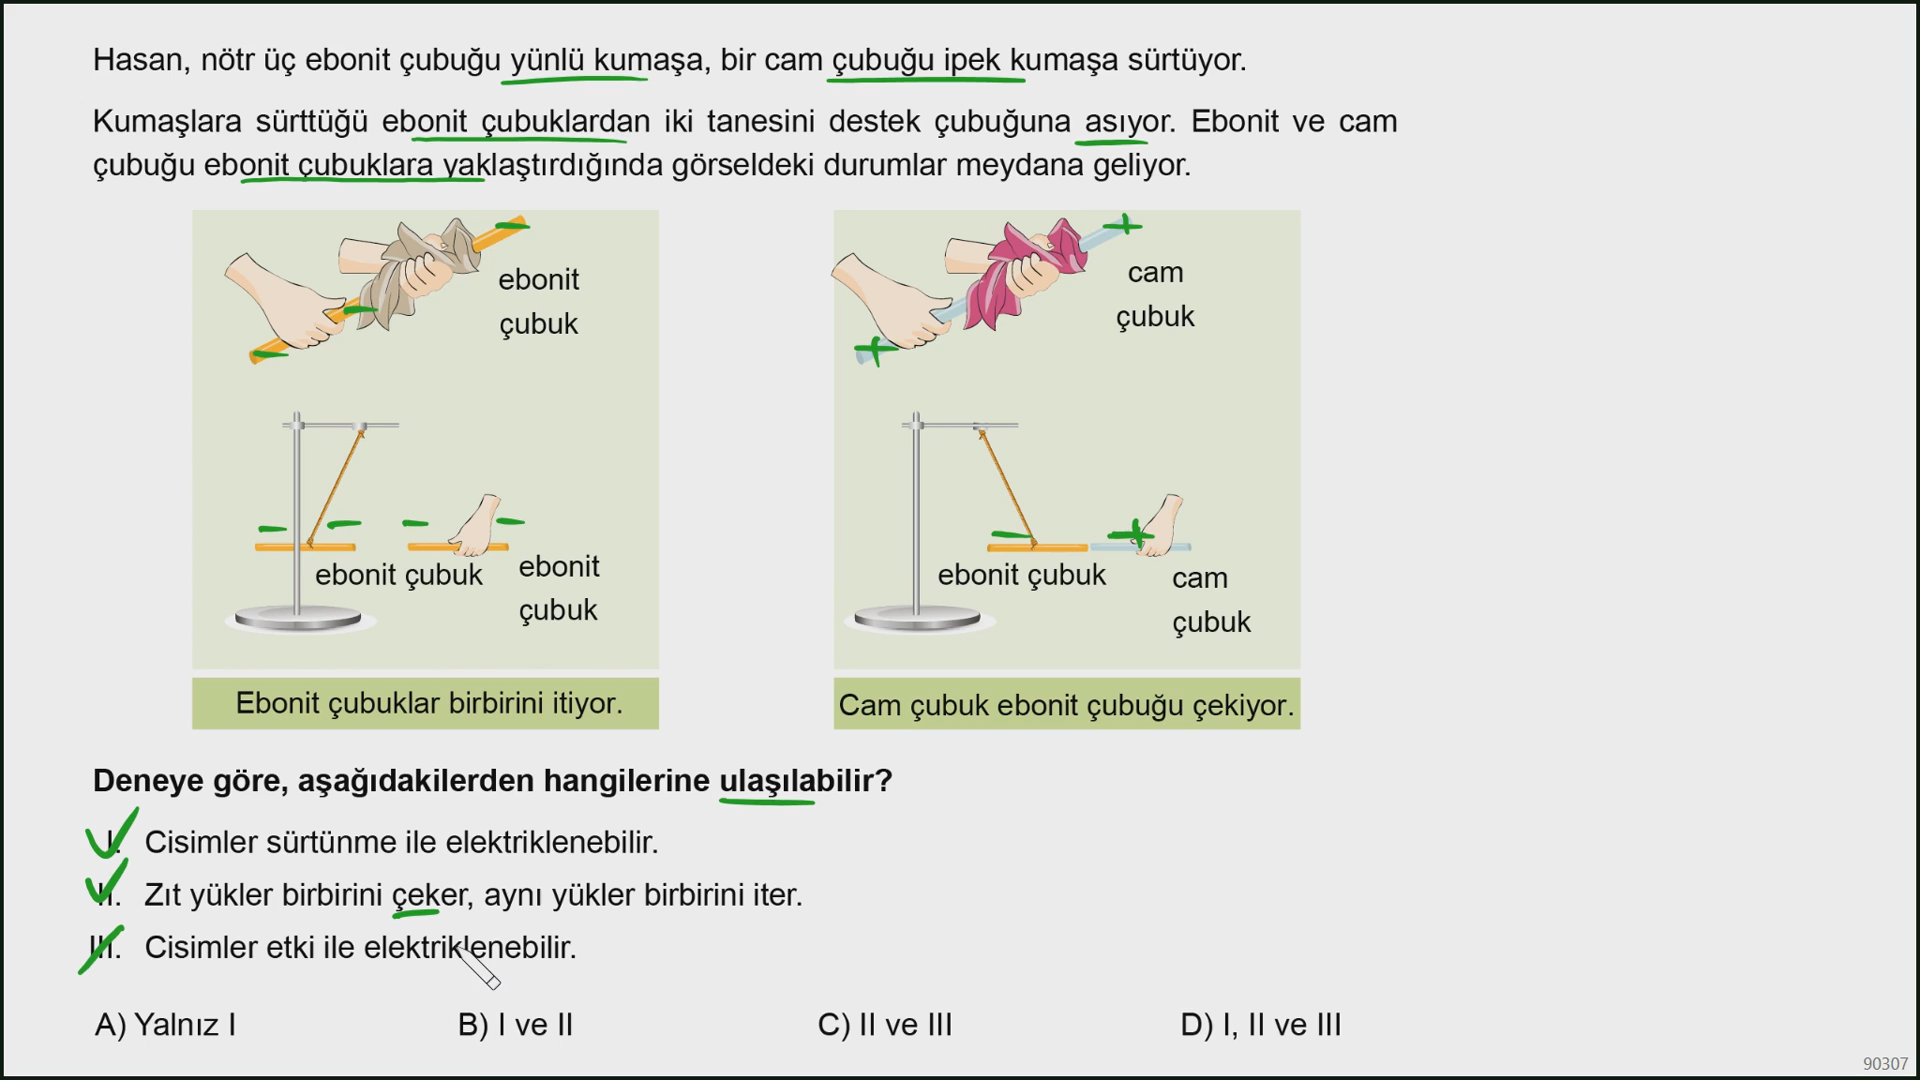 Hasan, nötr üç ebonit çubuğu yünlü kumaşa, bir cam çubuğu ipek kumaşa sürtüyor.
Kumaşlara sürttüğü ebonit çubuklardan iki tanesini destek çubuğuna asıyor. Ebonit ve cam
çubuğu ebonit çubuklara yaklaştırdığında görseldeki durumlar meydana geliyor.
ebonit
çubuk
ebonit çubuk
ebonit
çubuk
Ebonit çubuklar birbirini itiyor.
cam
çubuk
ebonit çubuk
cam
çubuk
Cam çubuk ebonit çubuğu çekiyor.
Deneye göre, aşağıdakilerden hangilerine ulaşılabilir?
I. Cisimler sürtünme ile elektriklenebilir.
II. Zıt yükler birbirini çeker, aynı yükler birbirini iter.
III. Cisimler etki ile elektriklenebilir.
A) Yalnız I
B) I ve II
C) II ve III
D) I, II ve III
90307